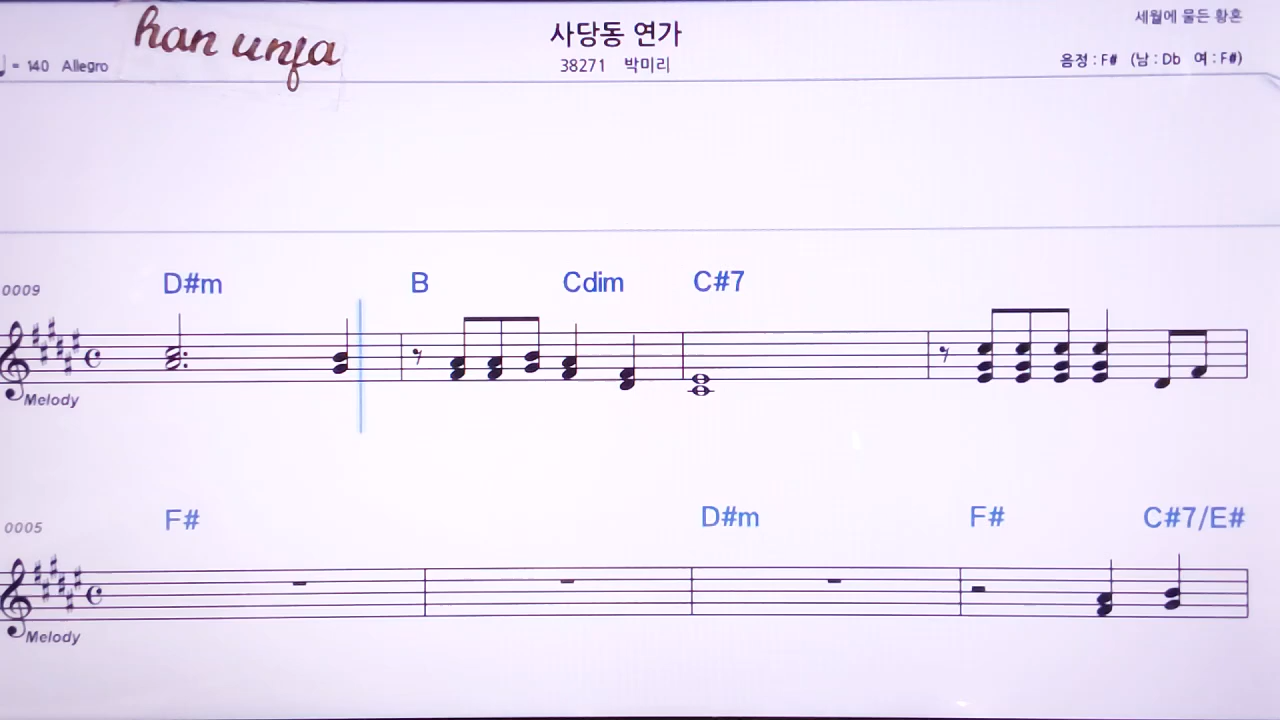 han unja
사당동 연가
세월에 물든 황혼
♩ = 140 Allegro
38271 박미리
음정 : F# (남 : Db 여 : F#)
0009
D#m B Cdim C#7
Melody
0005
F# D#m F# C#7/E#
Melody